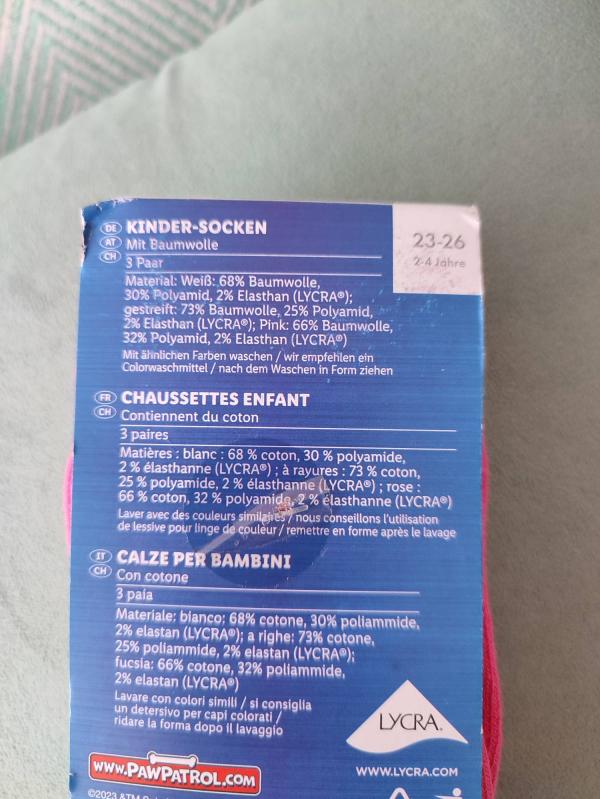 DE AT CH KINDER-SOCKEN
Mit Baumwolle
3 Paar
Material: Weiß: 68% Baumwolle,
30% Polyamid, 2% Elasthan (LYCRA®);
gestreift: 73% Baumwolle, 25% Polyamid,
2% Elasthan (LYCRA®); Pink: 66% Baumwolle,
32% Polyamid, 2% Elasthan (LYCRA®)
Mit ähnlichen Farben waschen / wir empfehlen ein
Colorwaschmittel / nach dem Waschen in Form ziehen
23-26
2-4 Jahre
FR CH CHAUSSETTES ENFANT
Contiennent du coton
3 paires
Matières : blanc : 68 % coton, 30 % polyamide,
2 % élasthanne (LYCRA®) ; à rayures : 73 % coton,
25 % polyamide, 2 % élasthanne (LYCRA®) ; rose :
66 % coton, 32 % polyamide, 2 % élasthanne (LYCRA®)
Laver avec des couleurs similaires / nous conseillons l'utilisation
de lessive pour linge de couleur / remettre en forme après le lavage
IT CH CALZE PER BAMBINI
Con cotone
3 paia
Materiale: bianco: 68% cotone, 30% poliammide,
2% elastan (LYCRA®); a righe: 73% cotone,
25% poliammide, 2% elastan (LYCRA®);
fucsia: 66% cotone, 32% poliammide,
2% elastan (LYCRA®)
Lavare con colori simili / si consiglia
un detersivo per capi colorati /
ridare la forma dopo il lavaggio
LYCRA®
WWW.PAWPATROL.COM
WWW.LYCRA.COM
©2023